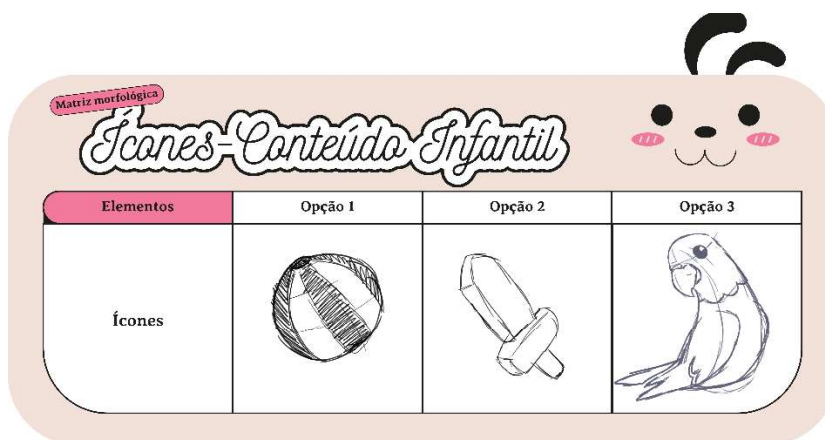 Matriz morfológica
Ícones-Conteúdo Infantil
Elementos Opção 1 Opção 2 Opção 3
Ícones